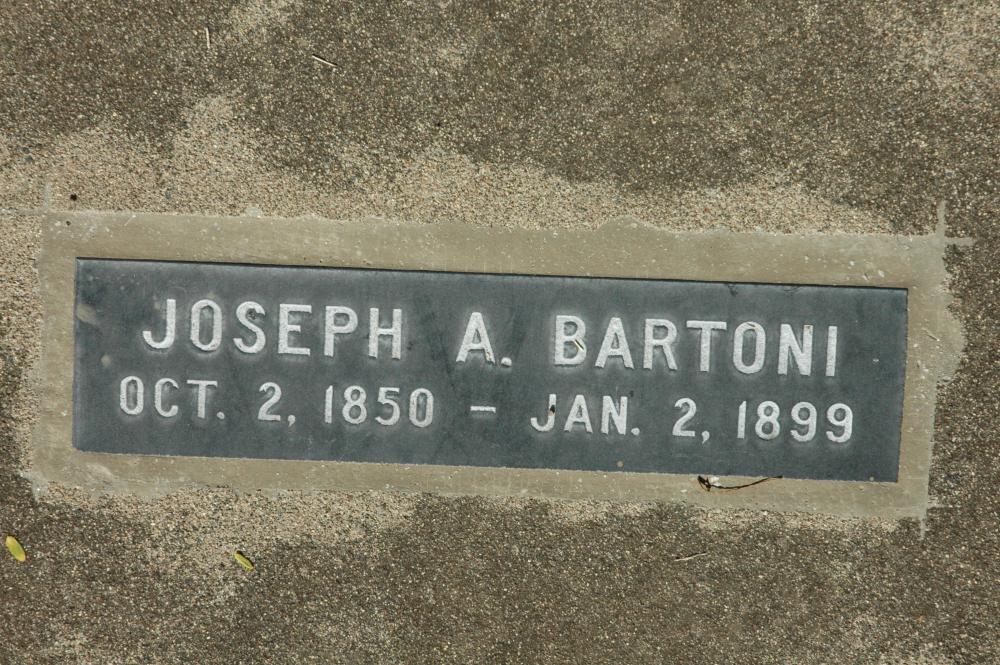 JOSEPH A. BARTONI
OCT. 2, 1850 – JAN. 2, 1899